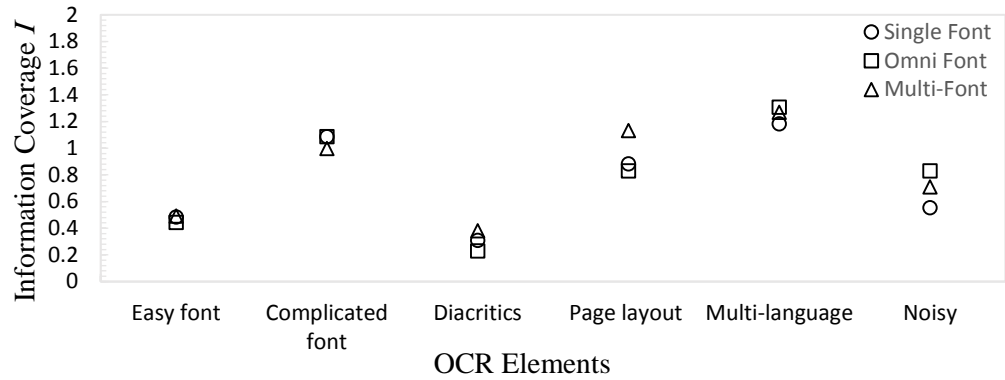 2
1.8
1.6
1.4
1.2
1
0.8
0.6
0.4
0.2
0
Information Coverage I
Single Font
Omni Font
Multi-Font
Easy font
Complicated font
Diacritics
Page layout
Multi-language
Noisy
OCR Elements